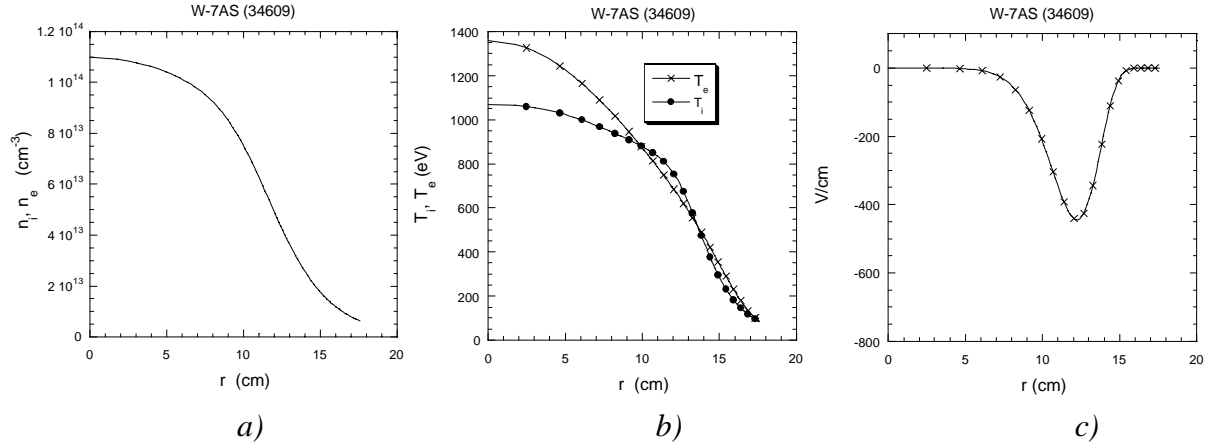 W-7AS (34609)
1.2 10^14
1 10^14
8 10^13
6 10^13
4 10^13
2 10^13
0
n_i, n_e (cm^-3)
0 5 10 15 20
r (cm)
a)
W-7AS (34609)
1400
1200
1000
800
600
400
200
0
T_i, T_e (eV)
T_e
T_i
0 5 10 15 20
r (cm)
b)
W-7AS (34609)
0
-200
-400
-600
-800
V/cm
0 5 10 15 20
r (cm)
c)